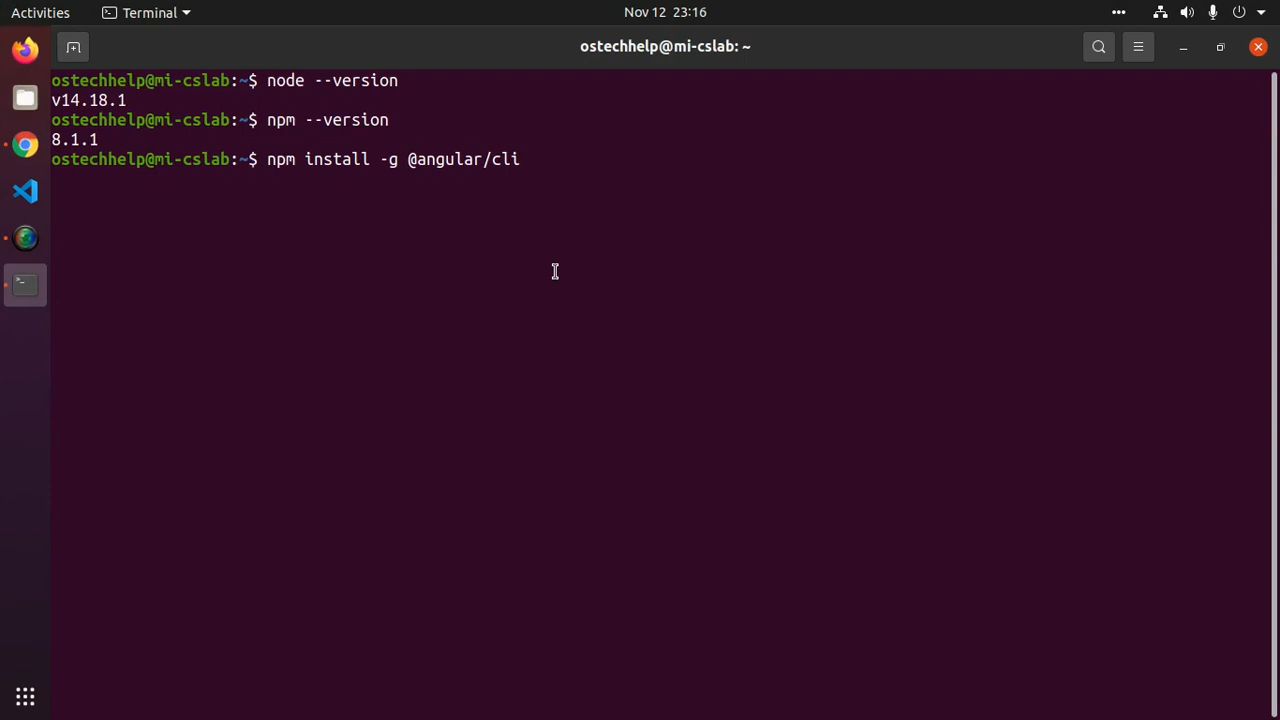 Activities Terminal Nov 12 23:16
ostechhelp@mi-cslab: ~
ostechhelp@mi-cslab:~$ node --version
v14.18.1
ostechhelp@mi-cslab:~$ npm --version
8.1.1
ostechhelp@mi-cslab:~$ npm install -g @angular/cli